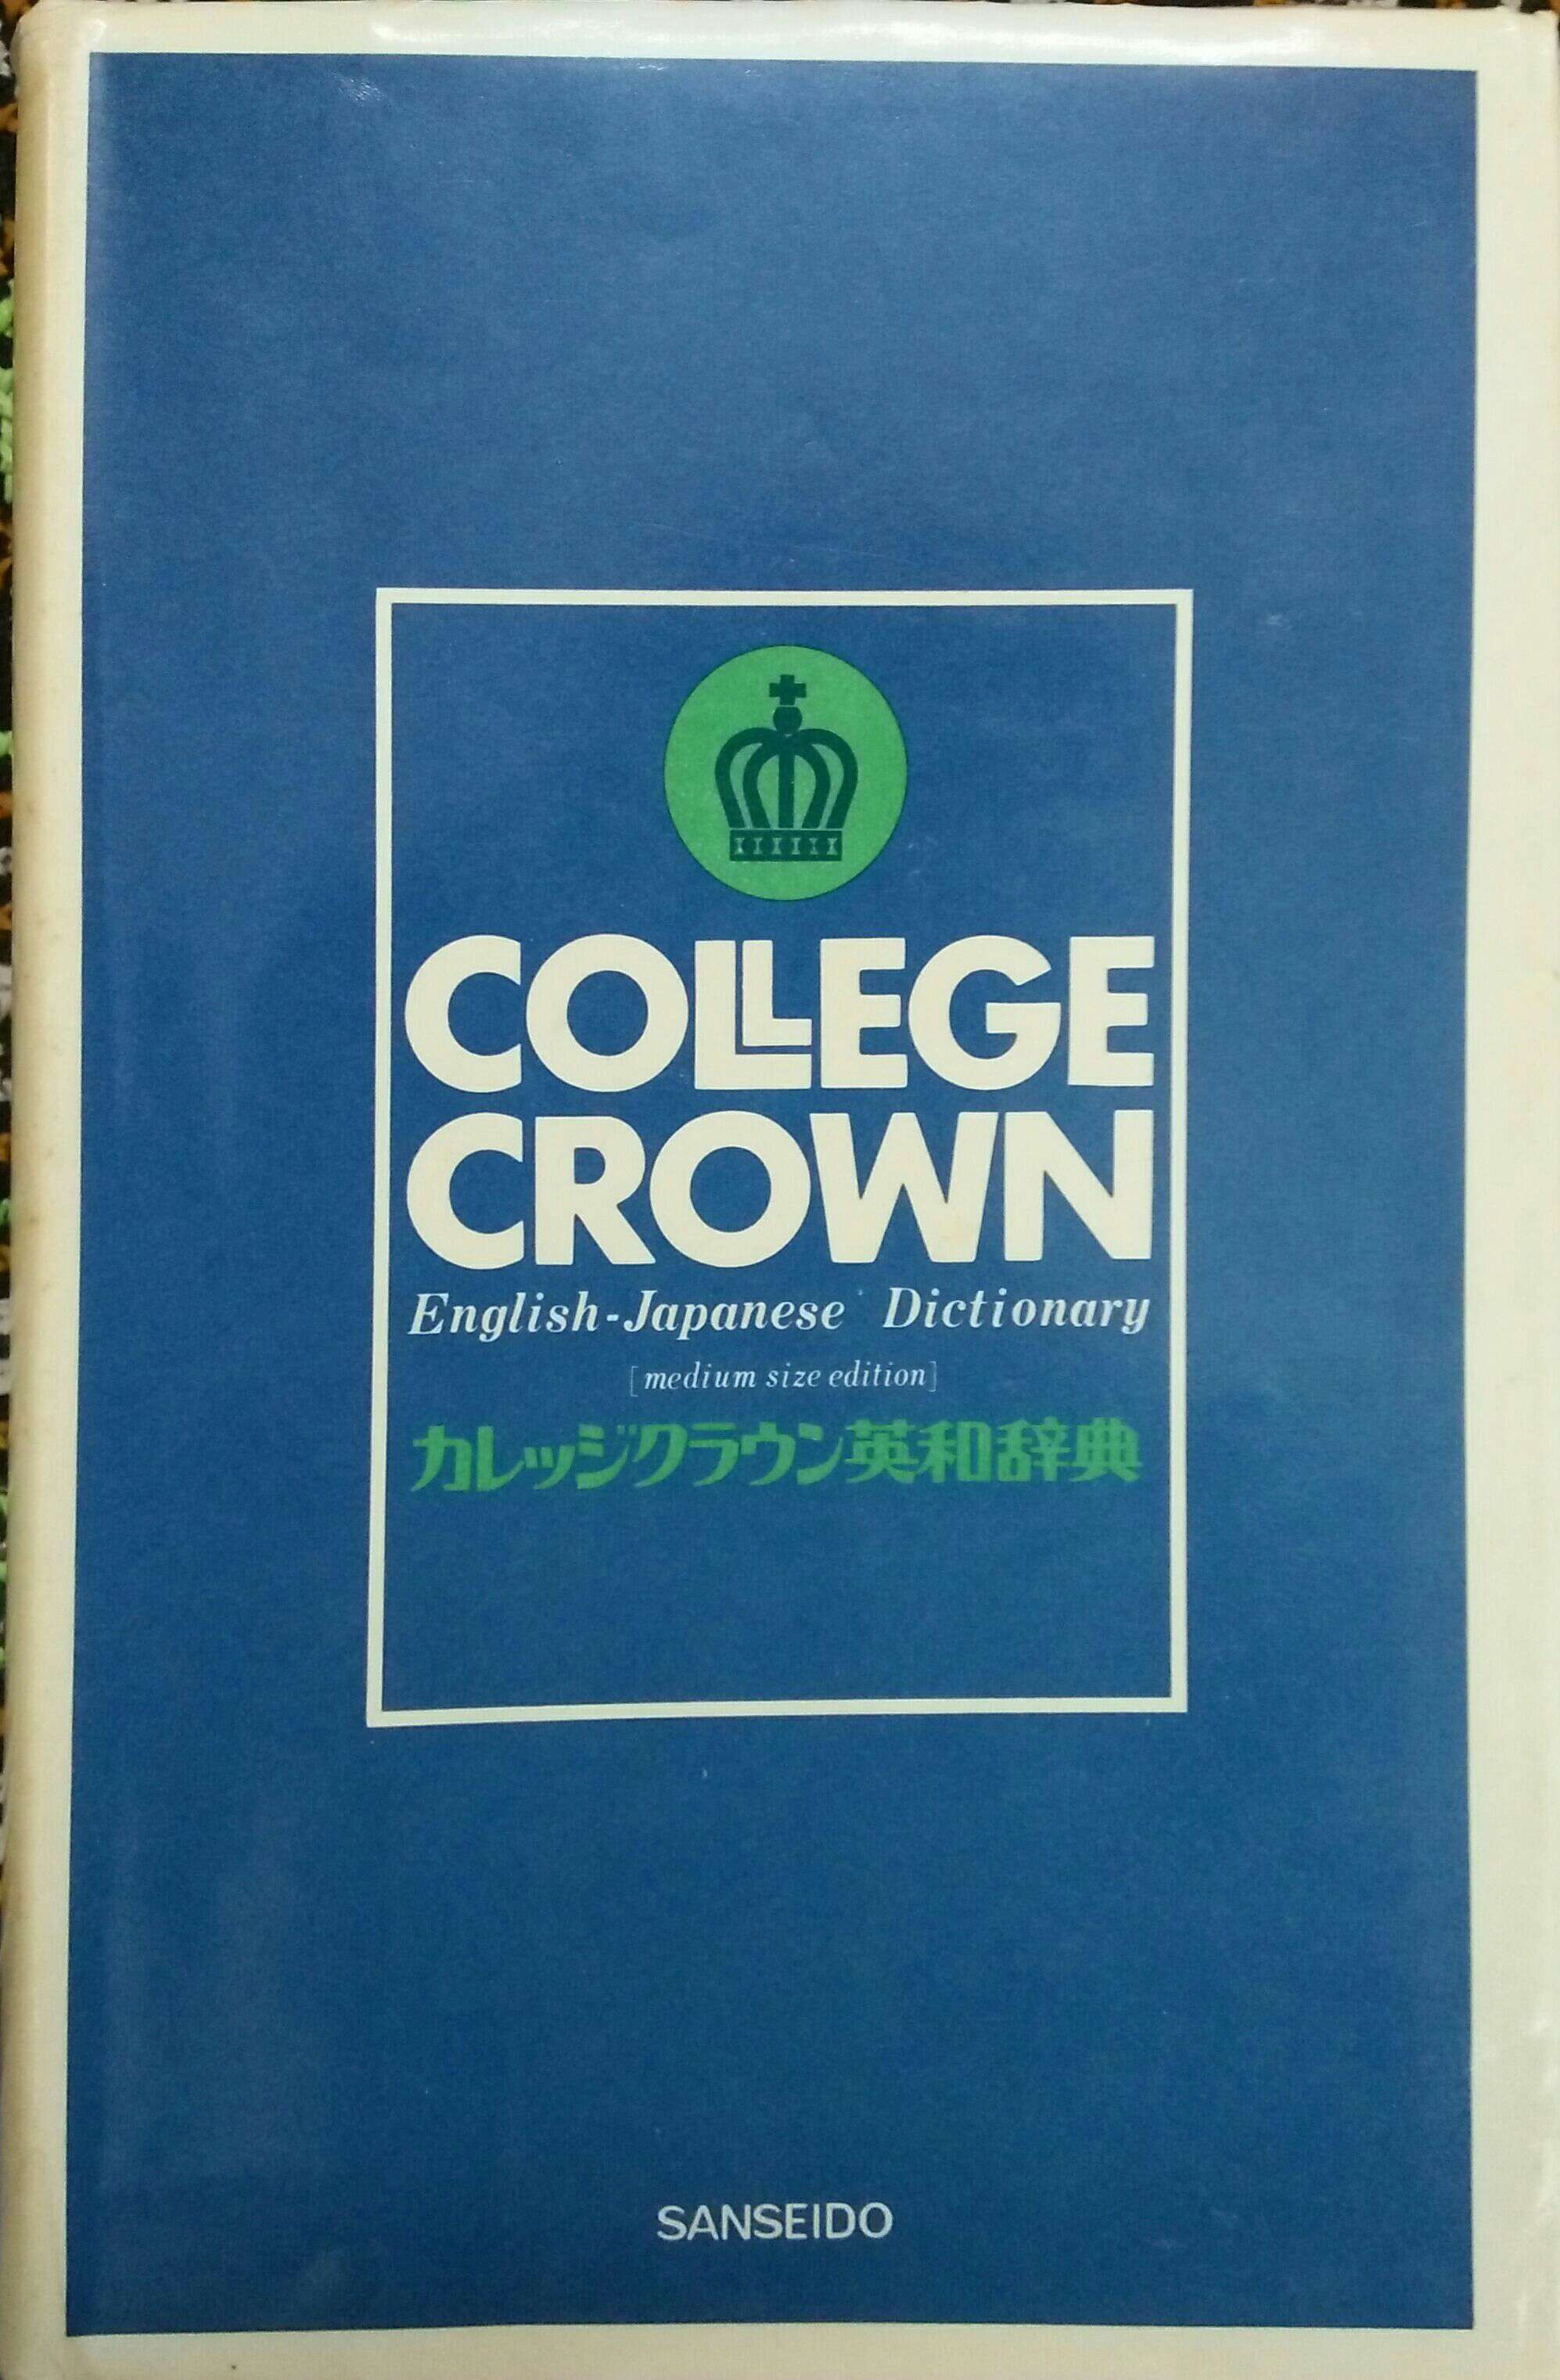 COLLEGE
CROWN
English-Japanese Dictionary
[medium size edition]
カレッジクラウン英和辞典
SANSEIDO